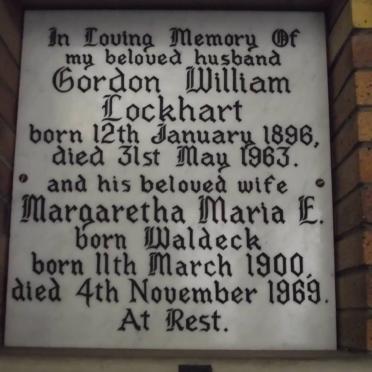 In Loving Memory Of
my beloved husband
Gordon William
Lockhart
born 12th January 1896,
died 31st May 1963.
and his beloved wife
Margaretha Maria E.
born Waldeck
born 11th March 1900,
died 4th November 1969.
At Rest.